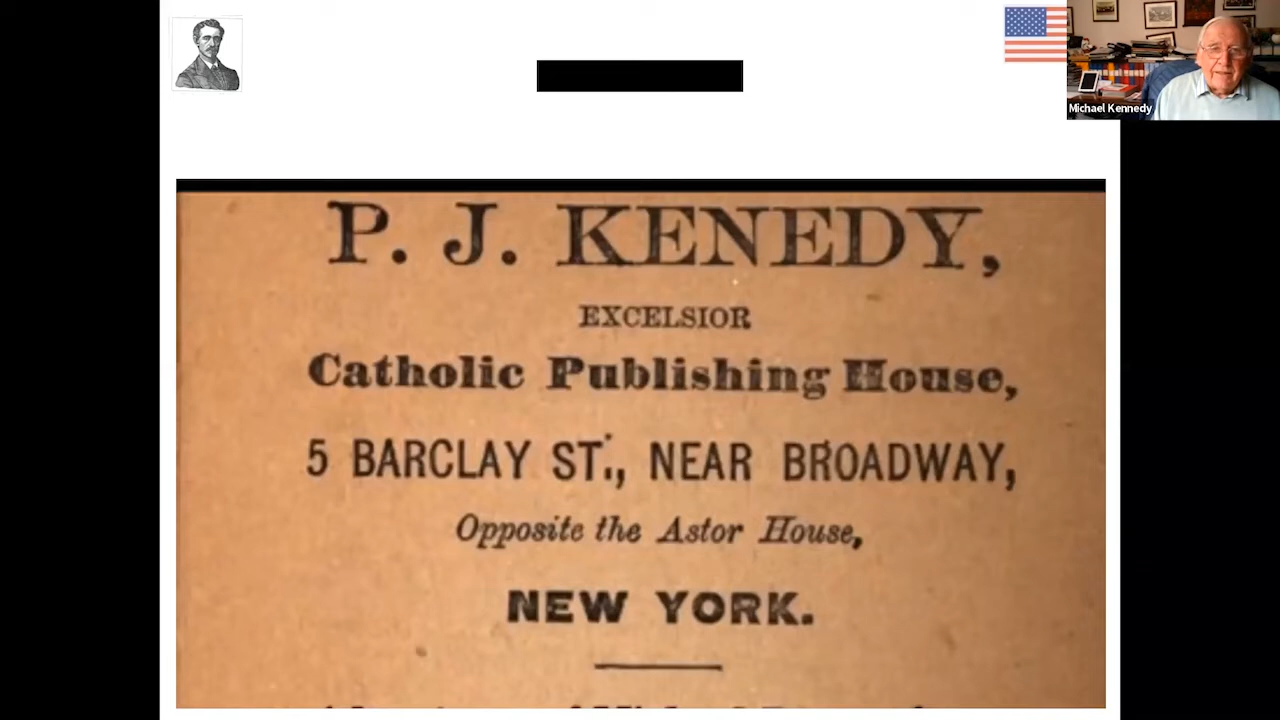 Michael Kennedy
P. J. KENEDY,
EXCELSIOR
Catholic Publishing House,
5 BARCLAY ST., NEAR BROADWAY,
Opposite the Astor House,
NEW YORK.